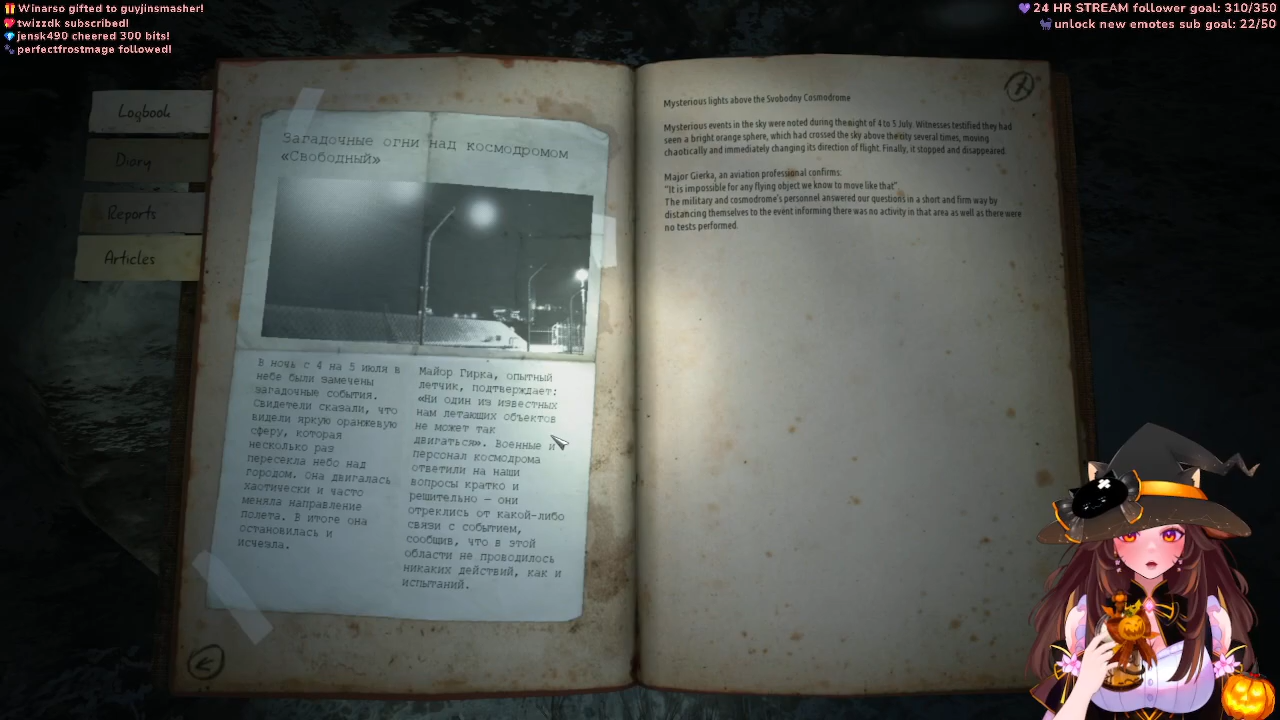 Winarso gifted to guyjinsmasher!
twizzdk subscribed!
jensk490 cheered 300 bits!
perfectfrostmage followed!
24 HR STREAM follower goal: 310/350
unlock new emotes sub goal: 22/50
Logbook
Diary
Reports
Articles
Загадочные огни над космодромом
«Свободный»
В ночь с 4 на 5 июля в
небе были замечены
загадочные события.
Свидетели сказали, что
видели яркую оранжевую
сферу, которая
несколько раз
пересекла небо над
городом. Она двигалась
хаотически и часто
меняла направление
полета. В итоге она
остановилась и
исчезла.
Майор Гирка, опытный
летчик, подтверждает:
«Ни один из известных
нам летающих объектов
не может так
двигаться». Военные и
персонал космодрома
ответили на наши
вопросы кратко и
решительно — они
отреклись от какой-либо
связи с событием,
сообщив, что в этой
области не проводилось
никаких действий, как и
испытаний.
Mysterious lights above the Svobodny Cosmodrome
Mysterious events in the sky were noted during the night of 4 to 5 July. Witnesses testified they had
seen a bright orange sphere, which had crossed the sky above the city several times, moving
chaotically and immediately changing its direction of flight. Finally, it stopped and disappeared.
Major Gierka, an aviation professional confirms:
"It is impossible for any flying object we know to move like that".
The military and cosmodrome's personnel answered our questions in a short and firm way by
distancing themselves to the event informing there was no activity in that area as well as there were
no tests performed.